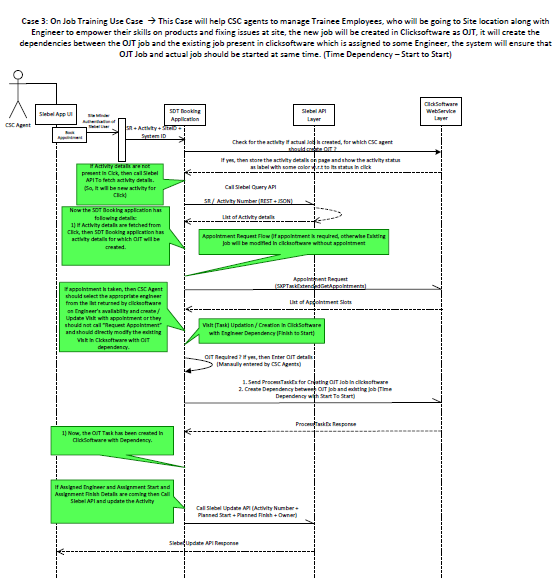 Case 3: On Job Training Use Case → This Case will help CSC agents to manage Trainee Employees, who will be going to Site location along with
Engineer to empower their skills on products and fixing issues at site, the new job will be created in Clicksoftware as OJT, it will create the
dependencies between the OJT job and the existing job present in clicksoftware which is assigned to some Engineer, the system will ensure that
OJT Job and actual job should be started at same time. (Time Dependency – Start to Start)
CSC Agent
Siebel App UI
Book
Appointment
Site Minder
Authentication of
Siebel User
SR + Activity + SiteID +
System ID
SDT Booking
Application
Siebel API
Layer
ClickSoftware
WebService
Layer
Check for the activity if actual Job is created, for which CSC agent
should create OJT ?
If yes, then store the activity details on page and show the activity status
as label with some color w.r.t to its status in click
If Activity details are not
present in Click, then call Siebel
API To fetch activity details.
(So, it will be new activity for
Click)
Call Siebel Query API
SR / Activity Number (REST + JSON)
List of Activity details
Now the SDT Booking application has
following details:
1) If Activity details are fetched from
Click, then SDT Booking application has
activity details for which OJT will be
created.
Appointment Request Flow (If appointment is required, otherwise Existing
Job will be modified in clicksoftware without appointment
Appointment Request
(SXPTaskExtendedGetAppointments)
List of Appointment Slots
If appointment is taken, then CSC Agent
should select the appropriate engineer
from the list returned by clicksoftware
on Engineer's availability and create /
Update Visit with appointment or they
should not call "Request Appointment"
and should directly modify the existing
Visit in Clicksoftware with OJT
dependency.
Visit (Task) Updation / Creation in ClickSoftware
with Engineer Dependency (Finish to Start)
OJT Required ? If yes, then Enter OJT details
(Manually entered by CSC Agents)
1. Send ProcessTaskEx for Creating OJT Job in clicksoftware
2. Create Dependency between OJT job and existing job (Time
Dependency with Start To Start)
ProcessTaskEx Response
1) Now, the OJT Task has been created in
ClickSoftware with Dependency.
If Assigned Engineer and Assignment Start and
Assignment Finish Details are coming then Call
Siebel API and update the Activity
Call Siebel Update API (Activity Number +
Planned Start + Planned Finish + Owner)
Siebel Update API Response